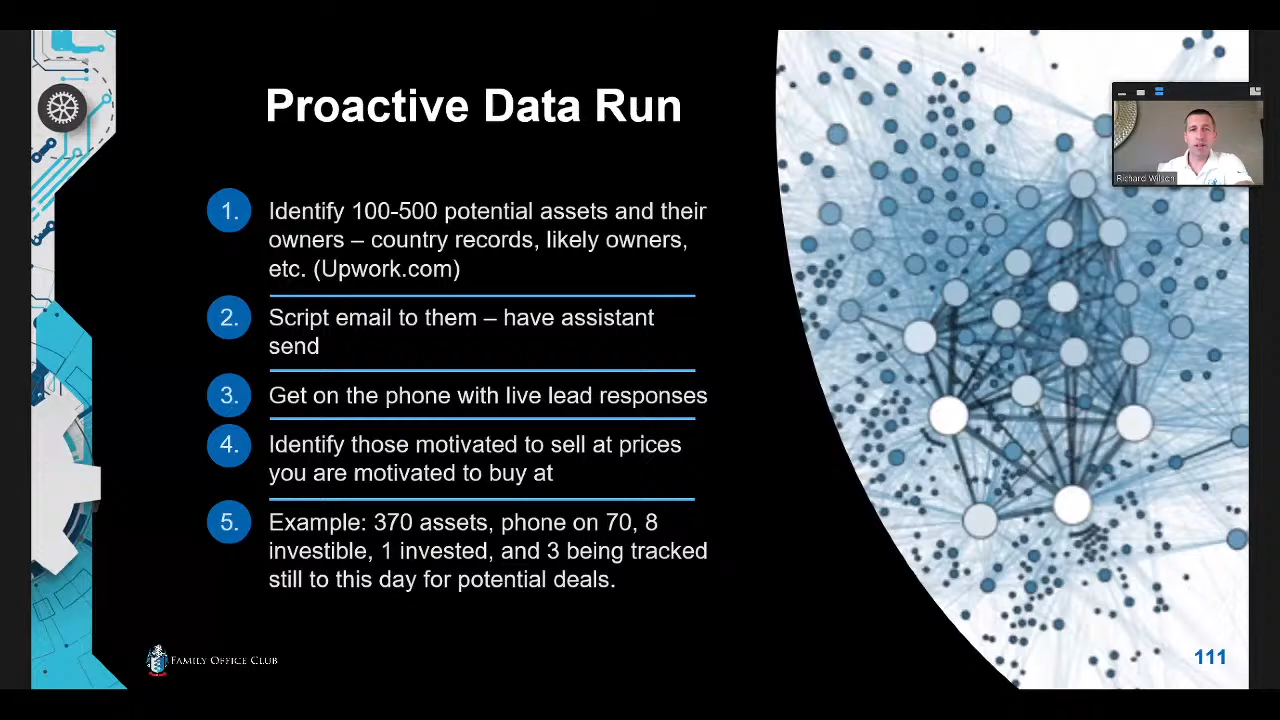 Proactive Data Run
1. Identify 100-500 potential assets and their
owners – country records, likely owners,
etc. (Upwork.com)
2. Script email to them – have assistant
send
3. Get on the phone with live lead responses
4. Identify those motivated to sell at prices
you are motivated to buy at
5. Example: 370 assets, phone on 70, 8
investible, 1 invested, and 3 being tracked
still to this day for potential deals.
Richard Wilson
FAMILY OFFICE CLUB
111